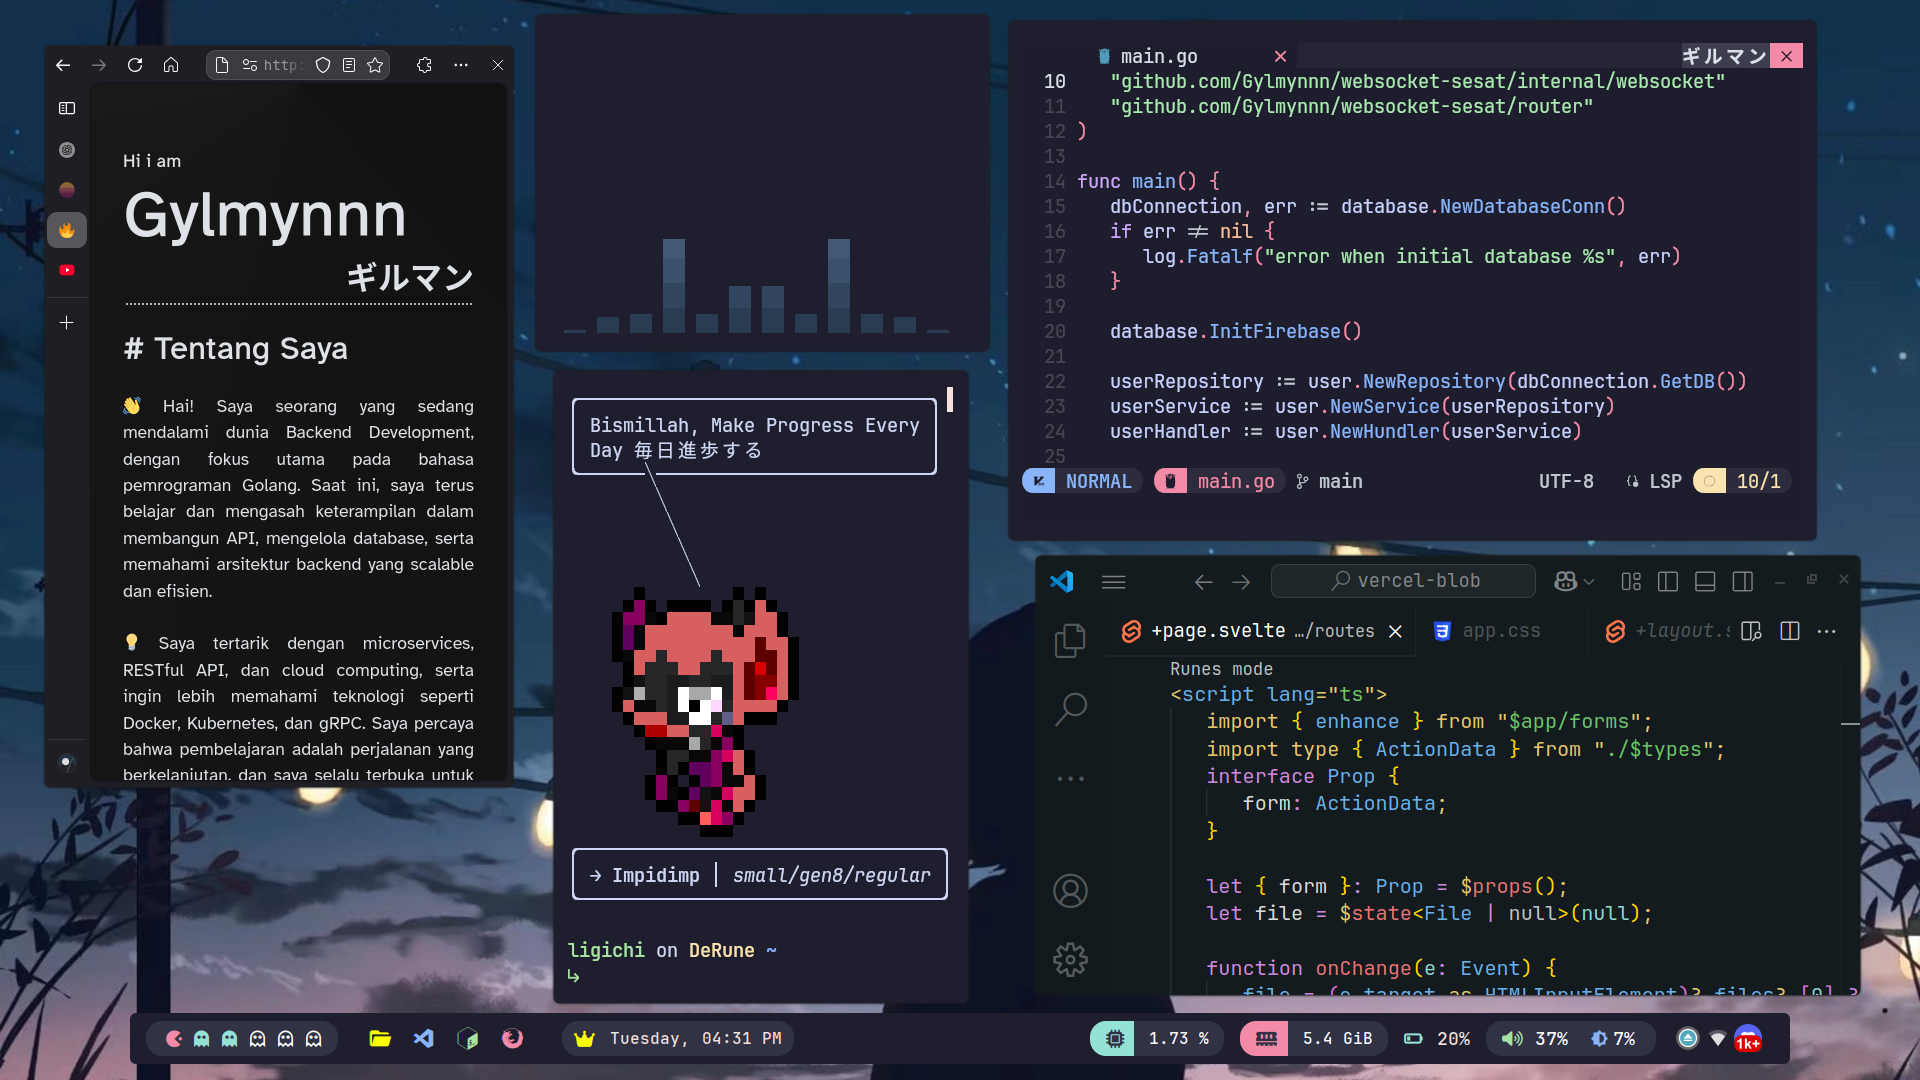 http:
Hi i am
Gylmynnn
ギルマン
# Tentang Saya
👋 Hai! Saya seorang yang sedang
mendalami dunia Backend Development,
dengan fokus utama pada bahasa
pemrograman Golang. Saat ini, saya terus
belajar dan mengasah keterampilan dalam
membangun API, mengelola database, serta
memahami arsitektur backend yang scalable
dan efisien.
💡 Saya tertarik dengan microservices,
RESTful API, dan cloud computing, serta
ingin lebih memahami teknologi seperti
Docker, Kubernetes, dan gRPC. Saya percaya
bahwa pembelajaran adalah perjalanan yang
berkelanjutan, dan saya selalu terbuka untuk
Bismillah, Make Progress Every
Day 毎日進歩する
→ Impidimp | small/gen8/regular
ligichi on DeRune ~
main.go
ギルマン
10 "github.com/Gylmynnn/websocket-sesat/internal/websocket"
11 "github.com/Gylmynnn/websocket-sesat/router"
12 )
13
14 func main() {
15 dbConnection, err := database.NewDatabaseConn()
16 if err != nil {
17 log.Fatalf("error when initial database %s", err)
18 }
19
20 database.InitFirebase()
21
22 userRepository := user.NewRepository(dbConnection.GetDB())
23 userService := user.NewService(userRepository)
24 userHandler := user.NewHundler(userService)
25
NORMAL main.go main UTF-8 LSP 10/1
vercel-blob
+page.svelte …/routes app.css +layout.s
Runes mode
<script lang="ts">
import { enhance } from "$app/forms";
import type { ActionData } from "./$types";
interface Prop {
form: ActionData;
}
let { form }: Prop = $props();
let file = $state<File | null>(null);
function onChange(e: Event) {
file = (e.target as HTMLInputElement)?.files?.[0] ?
Tuesday, 04:31 PM
1.73 % 5.4 GiB 20% 37% 7% 1k+